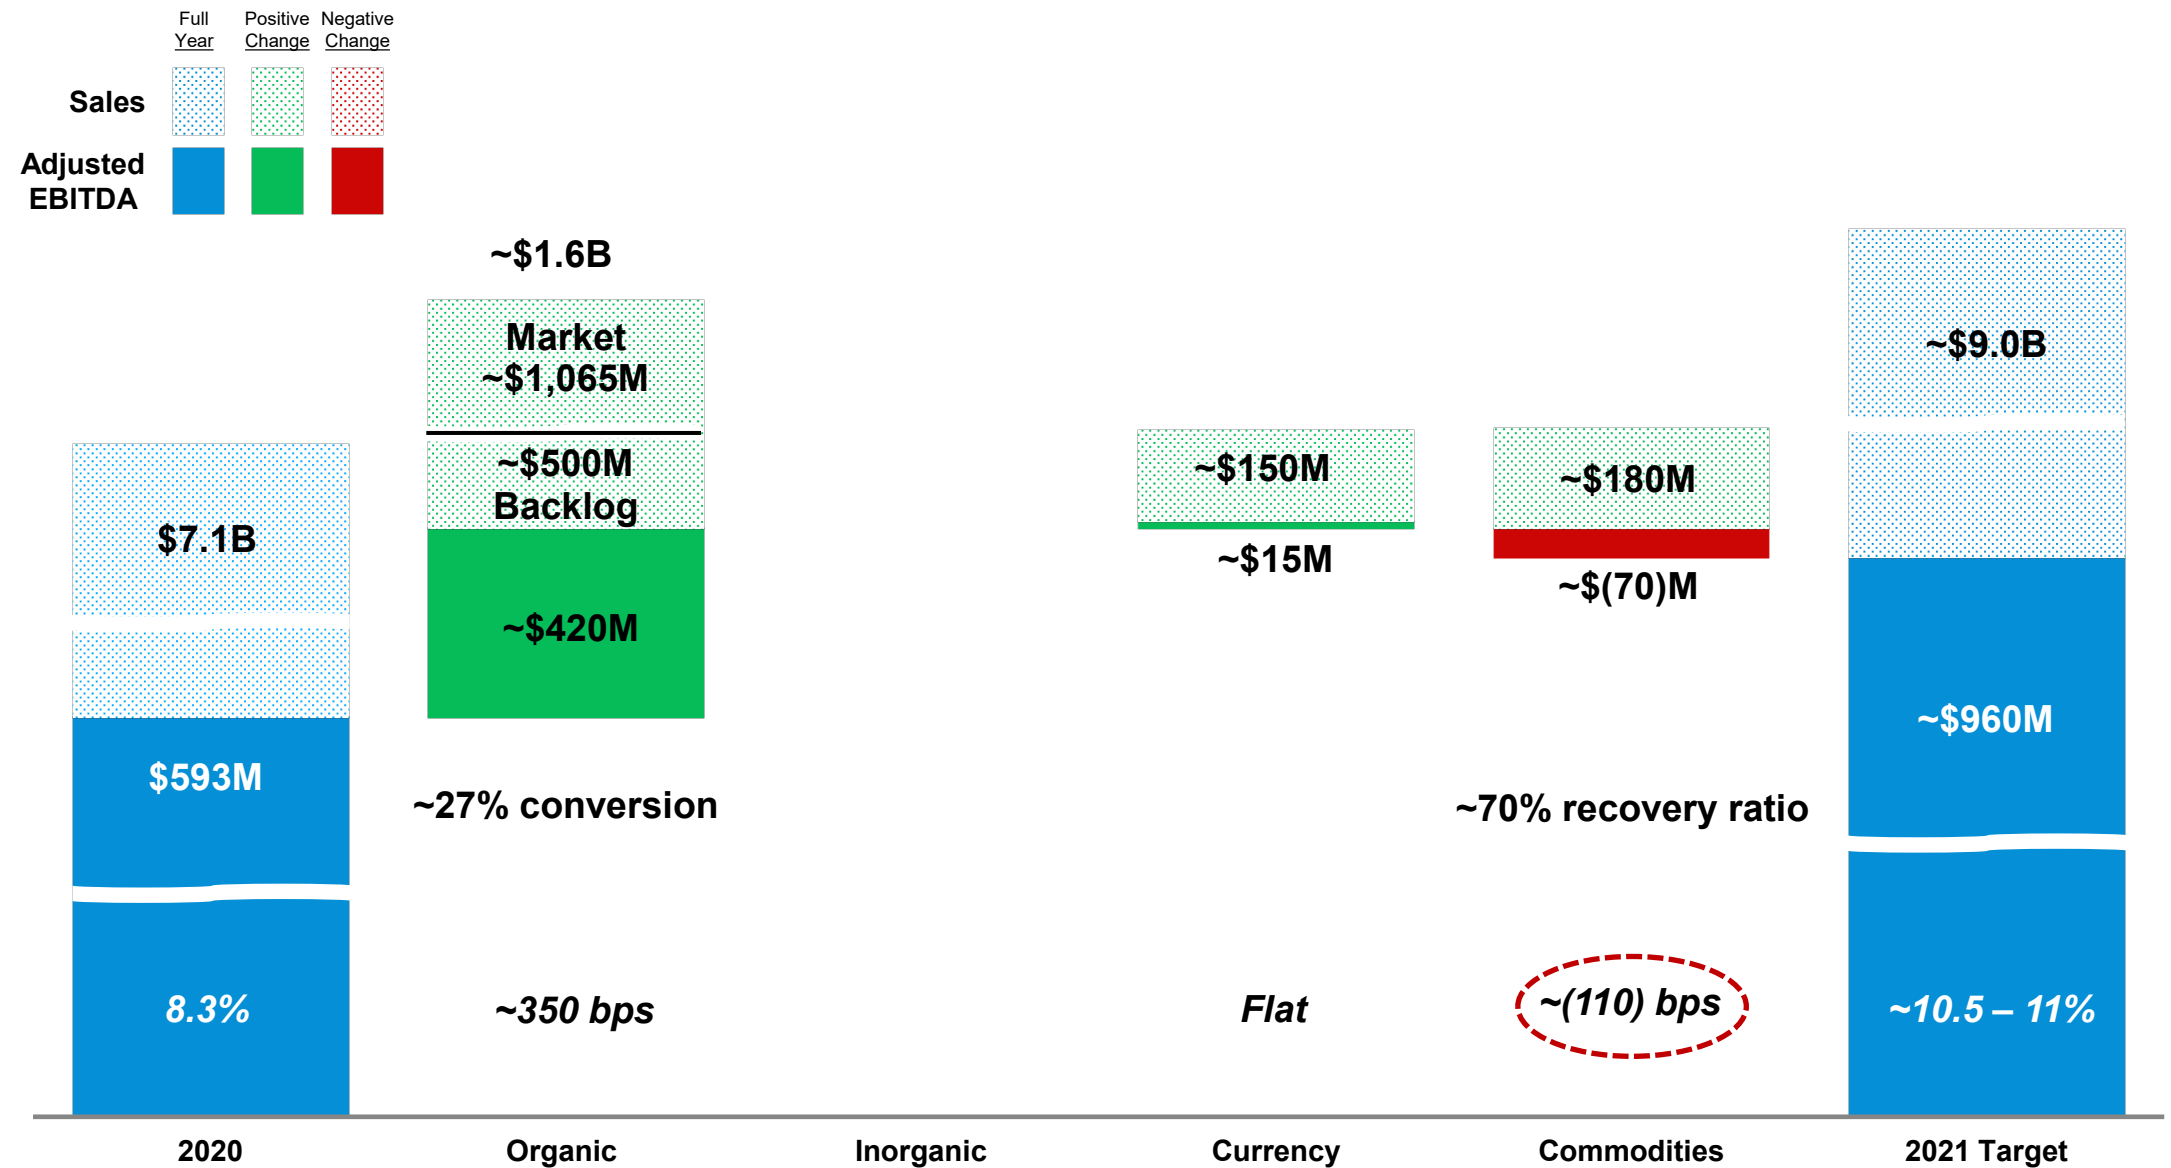 Full Positive Negative
Year Change Change
Sales
Adjusted
EBITDA
~$1.6B
Market
~$1,065M
~$500M
Backlog
~$420M
~27% conversion
~350 bps
$7.1B
$593M
8.3%
~$150M
~$15M
Flat
~$180M
~$(70)M
~70% recovery ratio
~(110) bps
~$9.0B
~$960M
~10.5 – 11%
2020 Organic Inorganic Currency Commodities 2021 Target